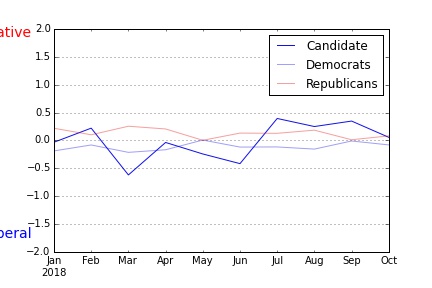 ative
2.0
1.5
1.0
0.5
0.0
−0.5
−1.0
−1.5
−2.0
beral
Candidate
Democrats
Republicans
Jan Feb Mar Apr May Jun Jul Aug Sep Oct
2018